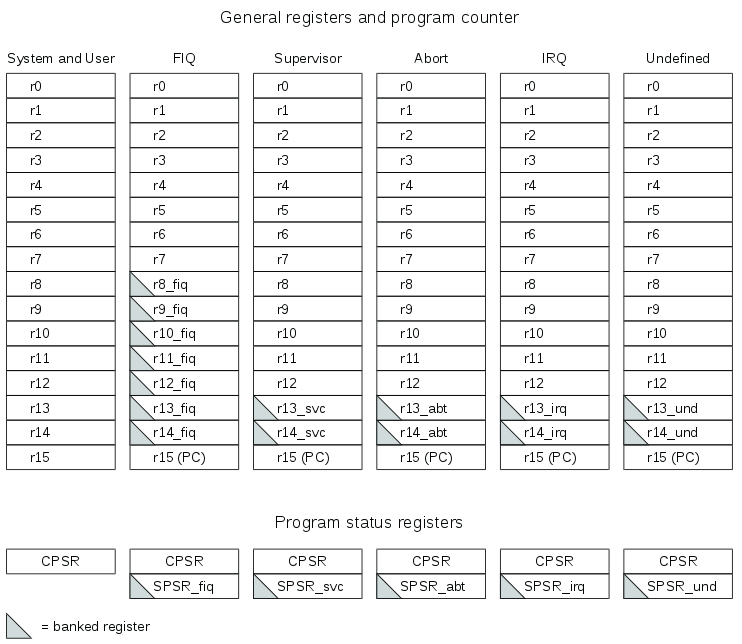 General registers and program counter
System and User FIQ Supervisor Abort IRQ Undefined
r0 r0 r0 r0 r0 r0
r1 r1 r1 r1 r1 r1
r2 r2 r2 r2 r2 r2
r3 r3 r3 r3 r3 r3
r4 r4 r4 r4 r4 r4
r5 r5 r5 r5 r5 r5
r6 r6 r6 r6 r6 r6
r7 r7 r7 r7 r7 r7
r8 r8_fiq r8 r8 r8 r8
r9 r9_fiq r9 r9 r9 r9
r10 r10_fiq r10 r10 r10 r10
r11 r11_fiq r11 r11 r11 r11
r12 r12_fiq r12 r12 r12 r12
r13 r13_fiq r13_svc r13_abt r13_irq r13_und
r14 r14_fiq r14_svc r14_abt r14_irq r14_und
r15 r15 (PC) r15 (PC) r15 (PC) r15 (PC) r15 (PC)
Program status registers
CPSR CPSR CPSR CPSR CPSR CPSR
SPSR_fiq SPSR_svc SPSR_abt SPSR_irq SPSR_und
= banked register